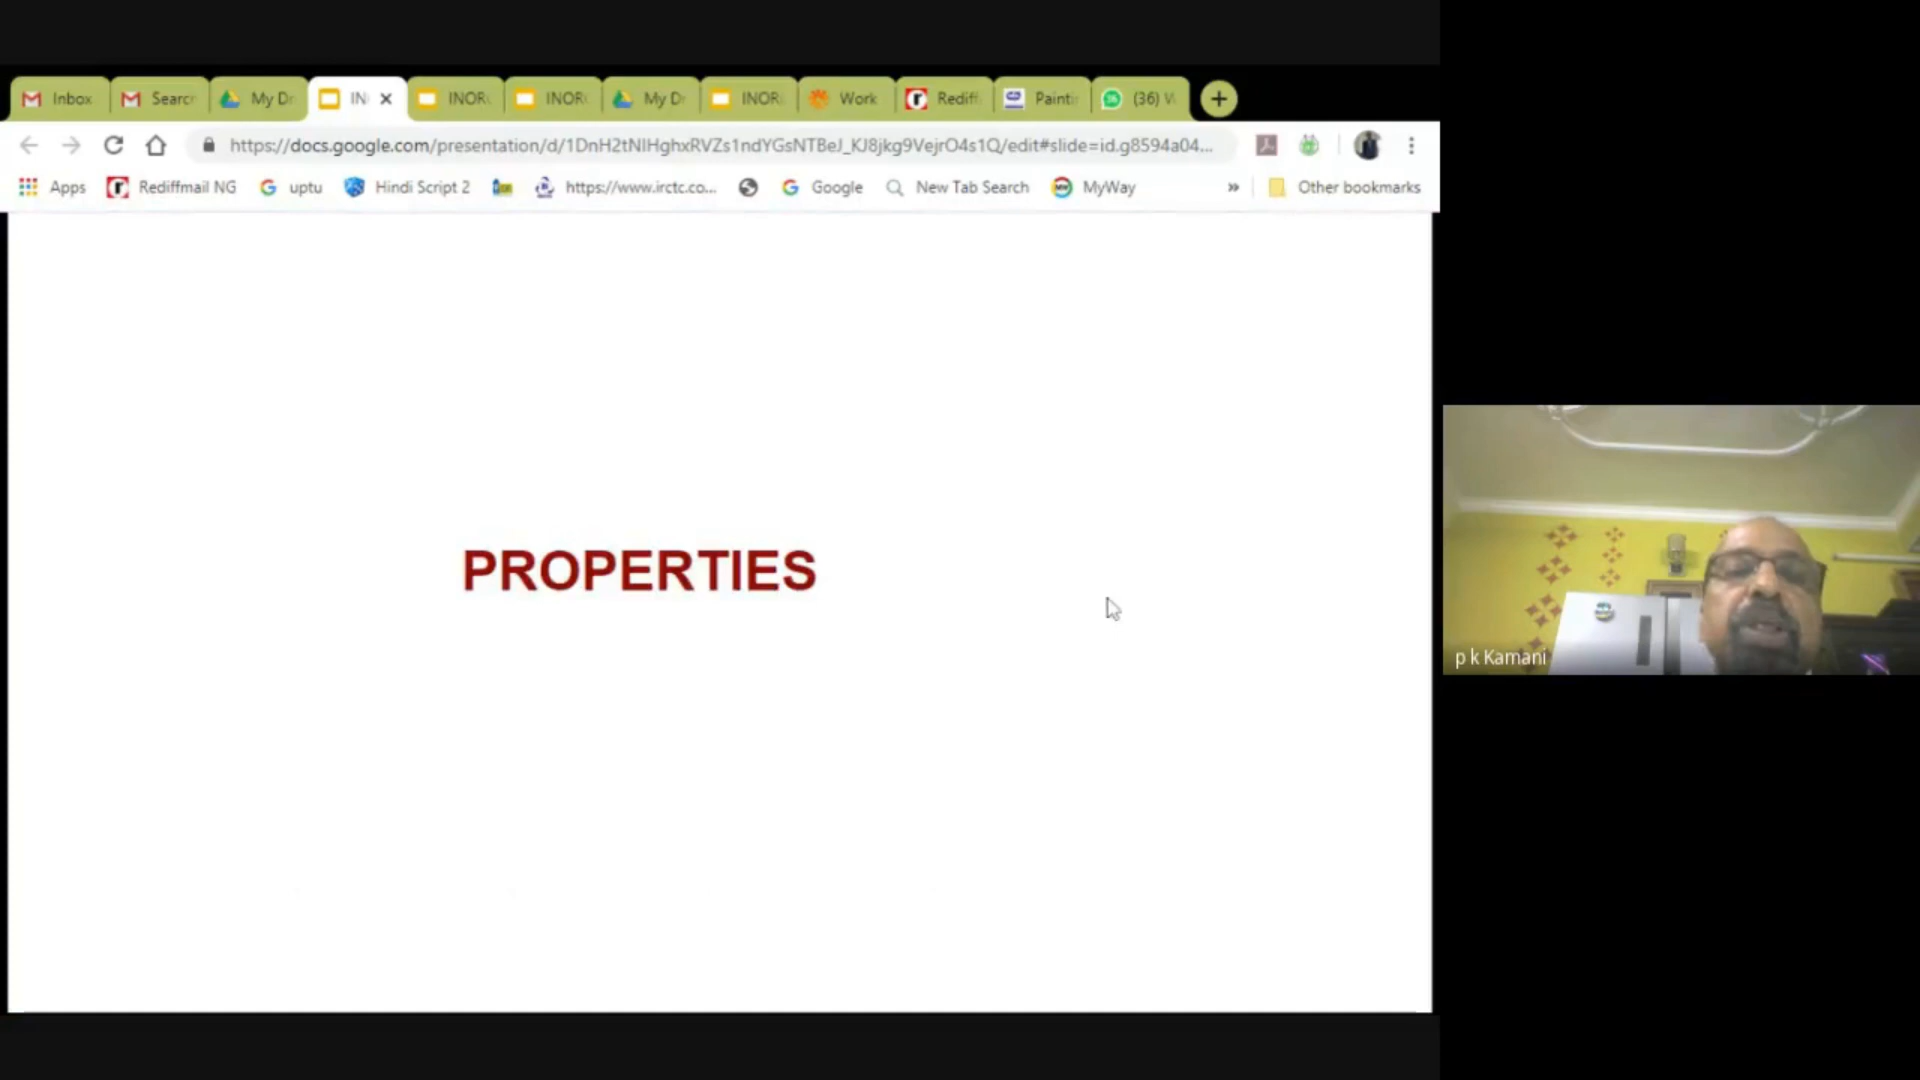 Inbox
Search
My Dr
IN
INOR
INOR
My D
INOR
Work
Rediff
Painti
(36) V
https://docs.google.com/presentation/d/1DnH2tNIHghxRVZs1ndYGsNTBeJ_KJ8jkg9VejrO4s1Q/edit#slide=id.g8594a04...
Apps
Rediffmail NG
uptu
Hindi Script 2
https://www.irctc.co...
Google
New Tab Search
MyWay
»
Other bookmarks
PROPERTIES
p k Kamani